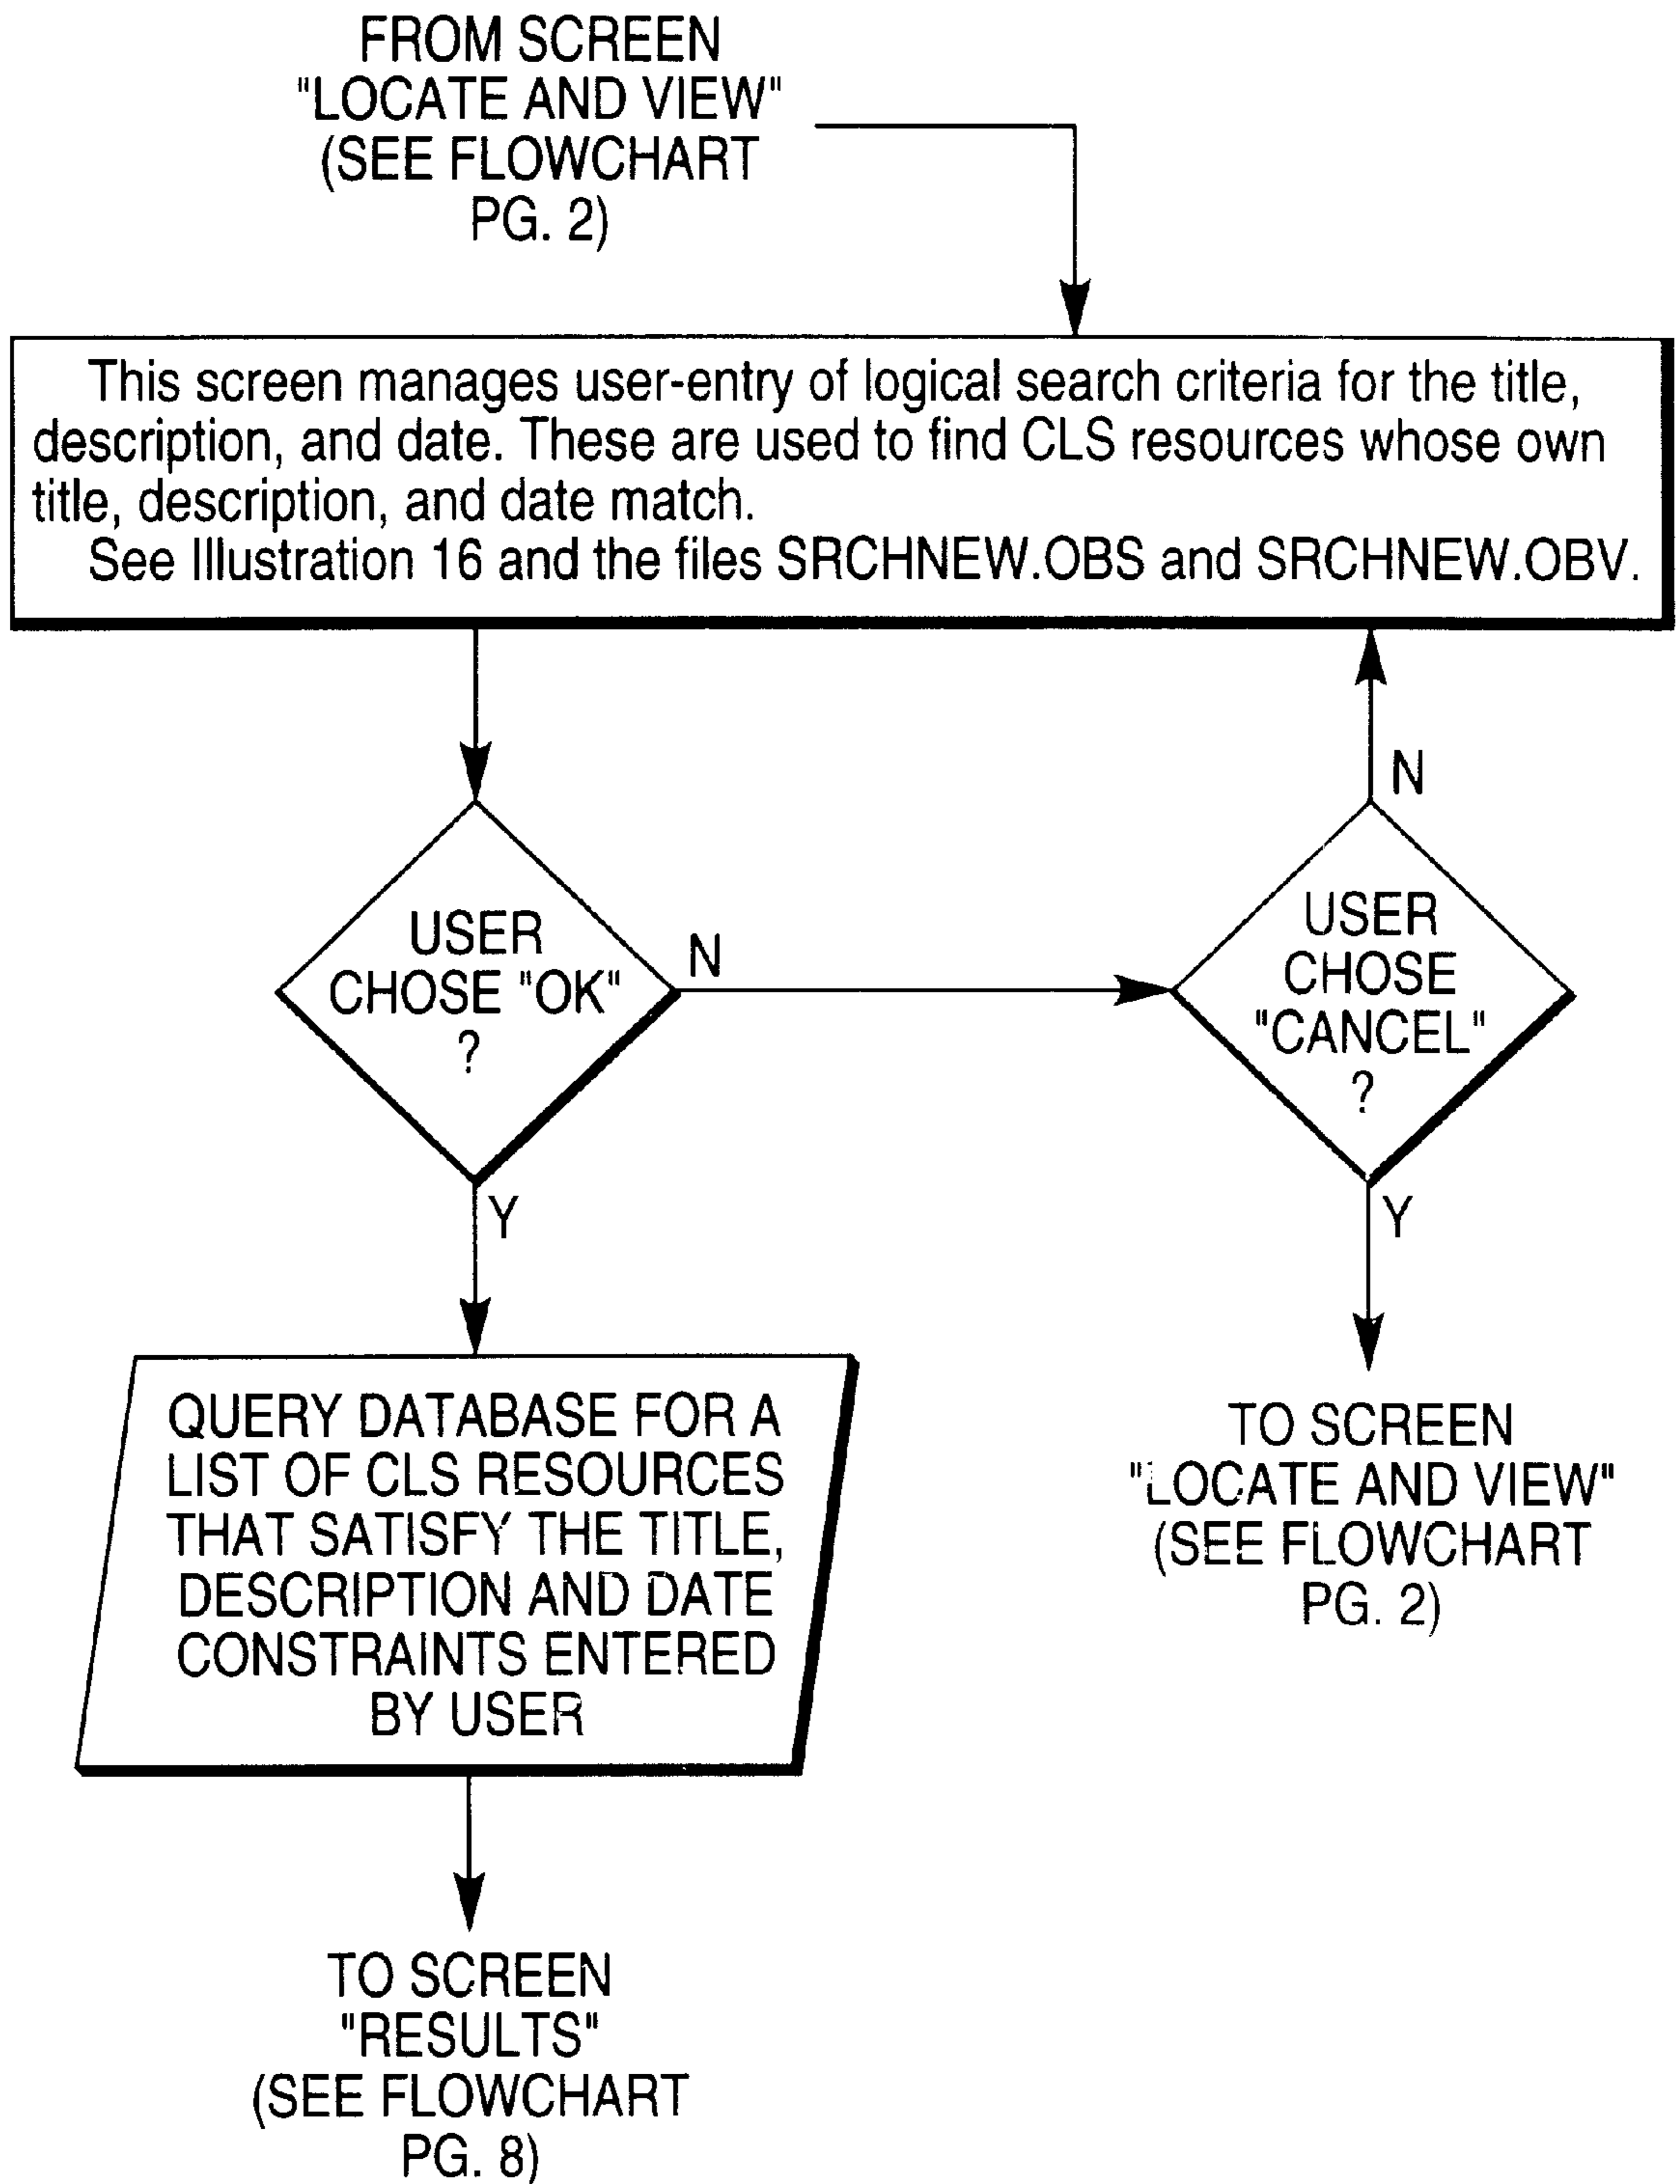 FROM SCREEN
"LOCATE AND VIEW"
(SEE FLOWCHART
PG. 2)
This screen manages user-entry of logical search criteria for the title,
description, and date. These are used to find CLS resources whose own
title, description, and date match.
See Illustration 16 and the files SRCHNEW.OBS and SRCHNEW.OBV.
USER
CHOSE "OK"
?
N
Y
USER
CHOSE
"CANCEL"
?
N
Y
QUERY DATABASE FOR A
LIST OF CLS RESOURCES
THAT SATISFY THE TITLE,
DESCRIPTION AND DATE
CONSTRAINTS ENTERED
BY USER
TO SCREEN
"LOCATE AND VIEW"
(SEE FLOWCHART
PG. 2)
TO SCREEN
"RESULTS"
(SEE FLOWCHART
PG. 8)